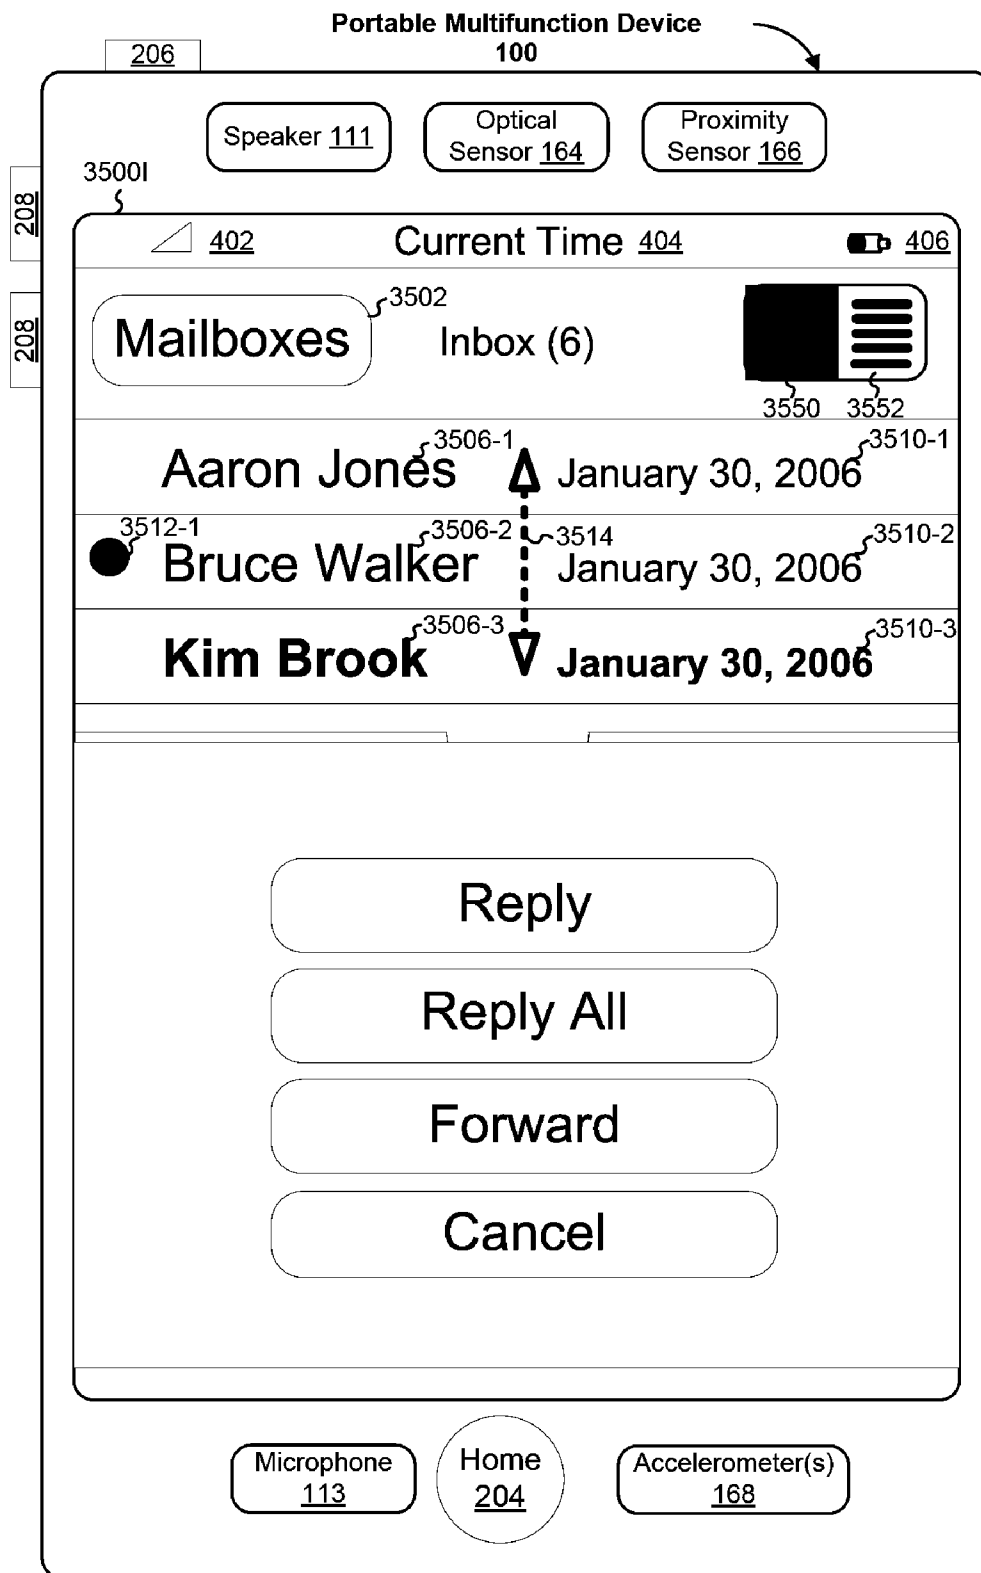 Portable Multifunction Device
100
206
Speaker 111
Optical
Sensor 164
Proximity
Sensor 166
3500I
208
208
402
Current Time 404
406
3502
Mailboxes
Inbox (6)
3550
3552
3506-1
3510-1
Aaron Jones
January 30, 2006
3512-1
3506-2
3514
3510-2
Bruce Walker
January 30, 2006
3506-3
3510-3
Kim Brook
January 30, 2006
Reply
Reply All
Forward
Cancel
Microphone
113
Home
204
Accelerometer(s)
168